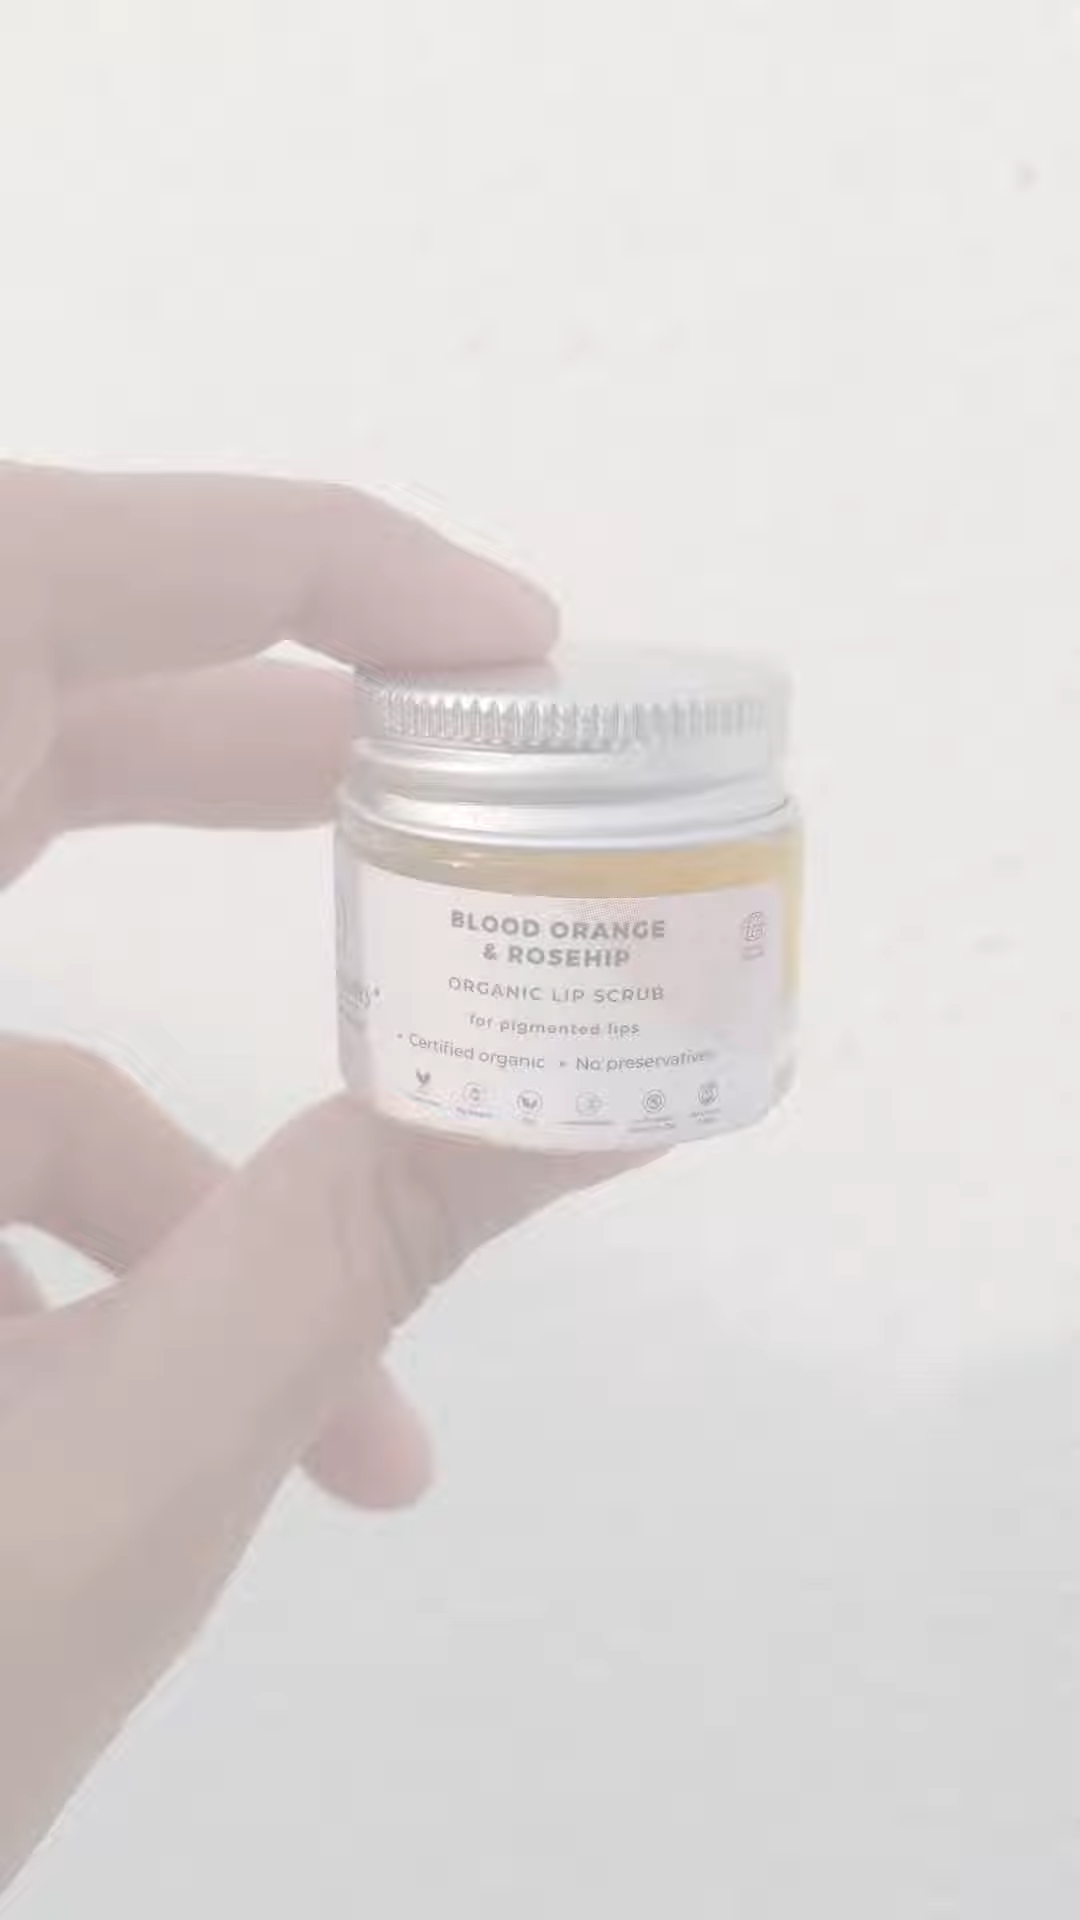 BLOOD ORANGE
& ROSEHIP
ORGANIC LIP SCRUB
for pigmented lips
• Certified organic • No preservatives